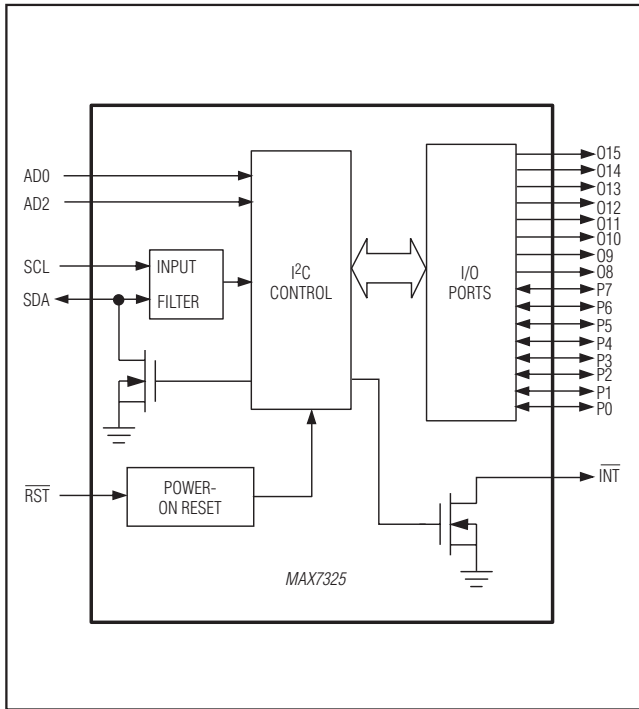 AD0
AD2
SCL
SDA
RST
INPUT
FILTER
I²C
CONTROL
POWER-
ON RESET
I/O
PORTS
O15
O14
O13
O12
O11
O10
O9
O8
P7
P6
P5
P4
P3
P2
P1
P0
INT
MAX7325